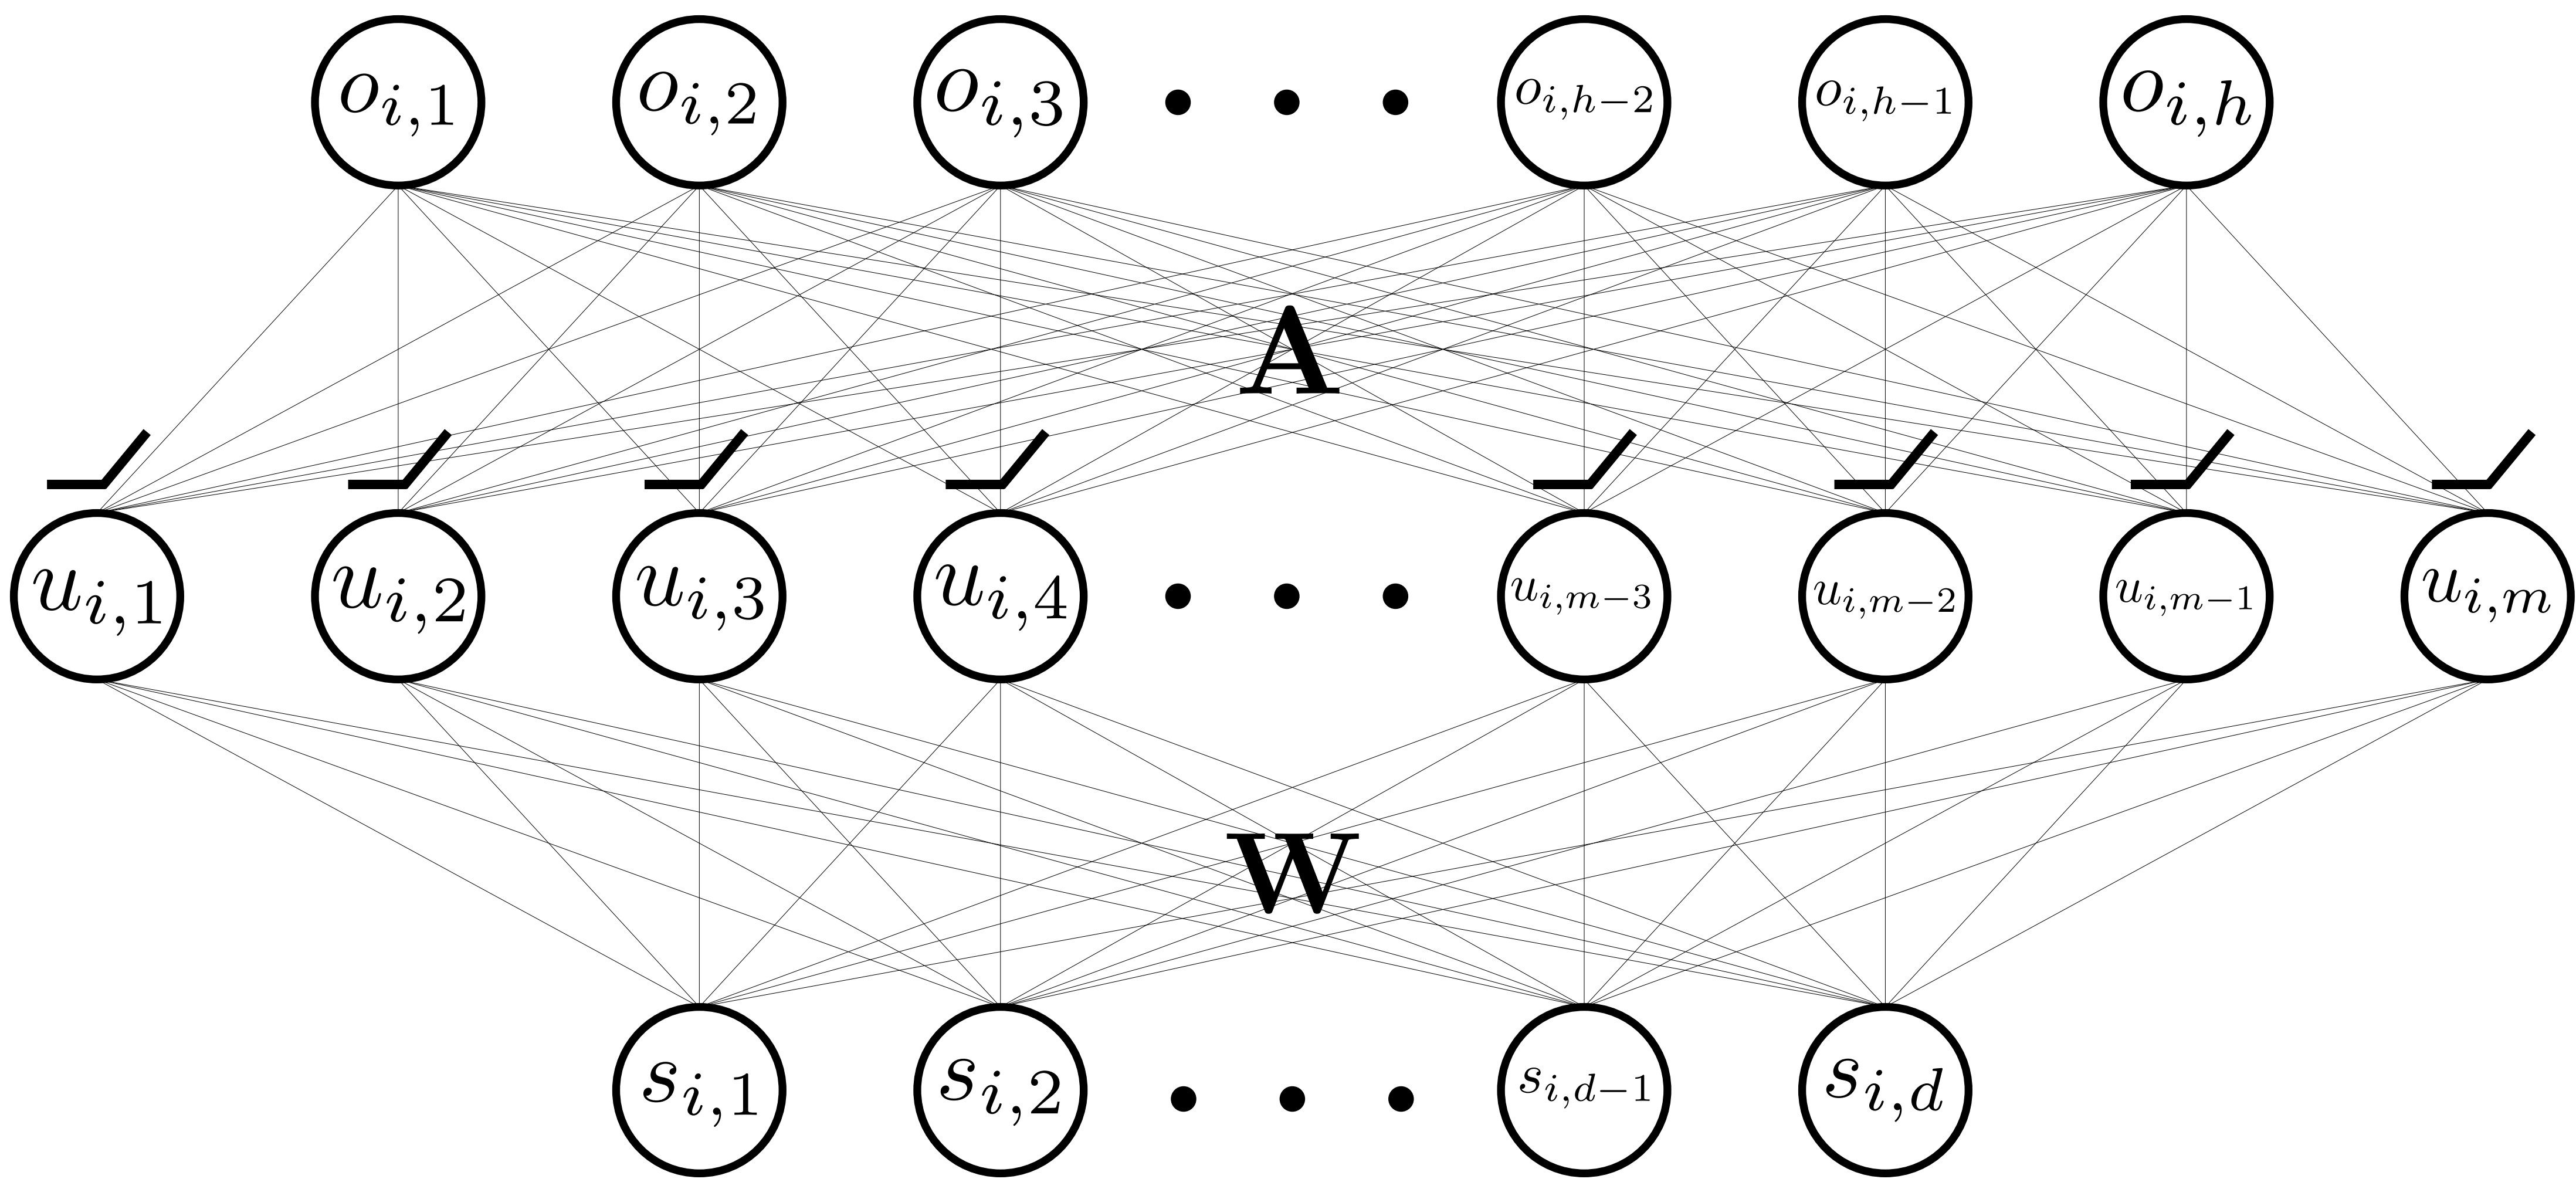 o_{i,1} o_{i,2} o_{i,3} • • • o_{i,h−2} o_{i,h−1} o_{i,h}
A
u_{i,1} u_{i,2} u_{i,3} u_{i,4} • • • u_{i,m−3} u_{i,m−2} u_{i,m−1} u_{i,m}
W
s_{i,1} s_{i,2} • • • s_{i,d−1} s_{i,d}